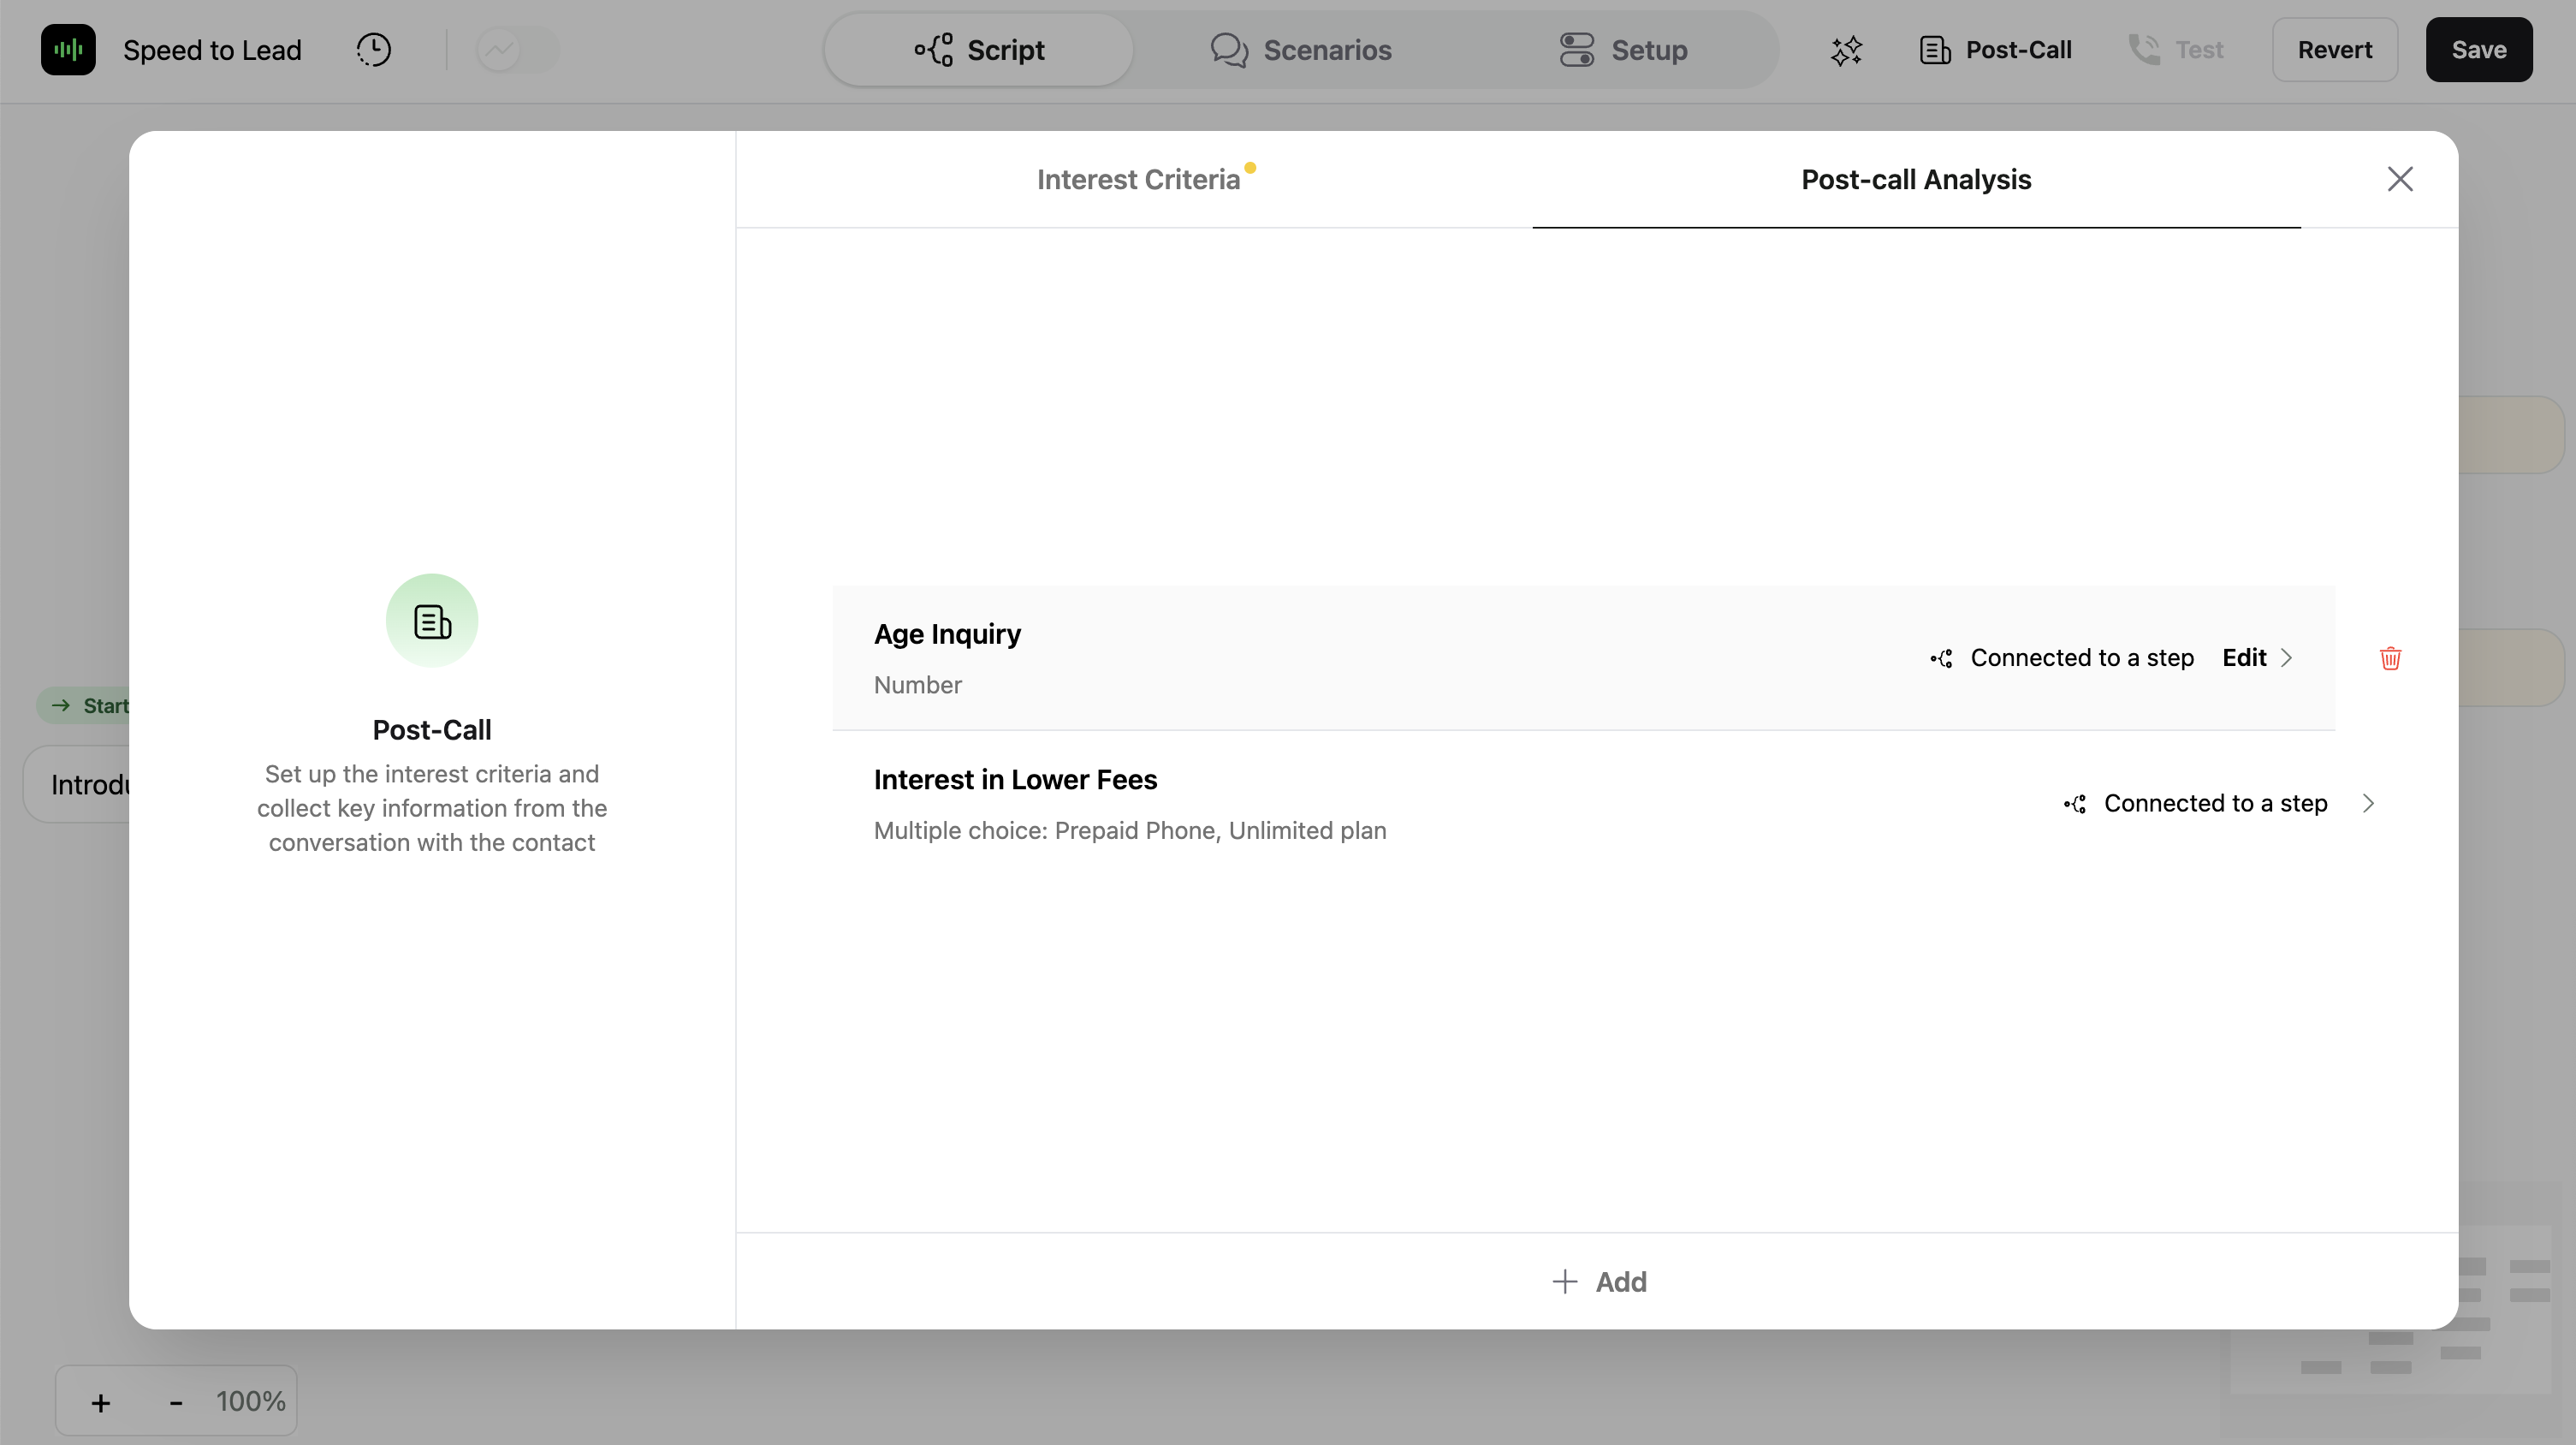 Speed to Lead
Script
Scenarios
Setup
Post-Call
Test
Revert
Save
Interest Criteria
Post-call Analysis
Start
Post-Call
Set up the interest criteria and
collect key information from the
conversation with the contact
Age Inquiry
Number
Connected to a step
Edit
Interest in Lower Fees
Multiple choice: Prepaid Phone, Unlimited plan
Connected to a step
Add
+ - 100%